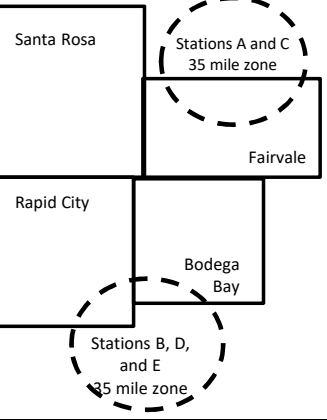 Santa Rosa
Stations A and C
35 mile zone
Fairvale
Rapid City
Bodega
Bay
Stations B, D,
and E
35 mile zone